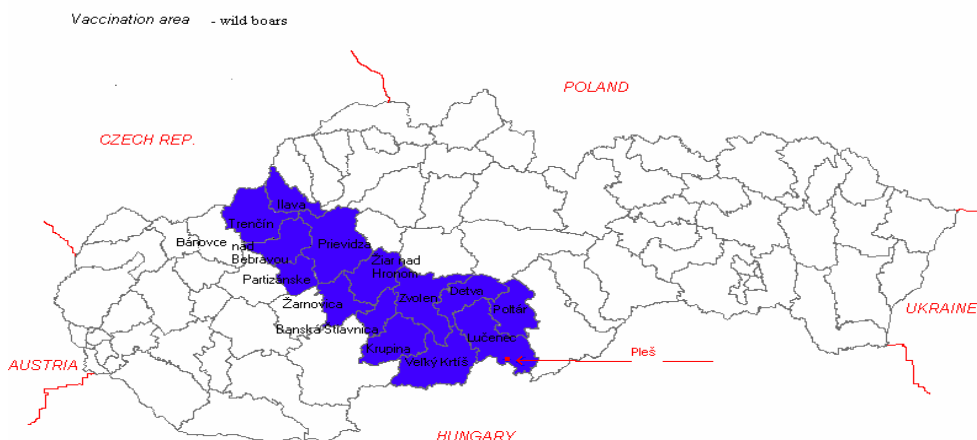 Vaccination area - wild boars
POLAND
CZECH REP.
Ilava
Trenčín
Bánovce
nad
Bebravou
Prievidza
Žiar nad
Hronom
Partizánske
Žarnovica
Zvolen
Detva
Poltár
Banská Štiavnica
Lučenec
Krupina
Veľký Krtíš
Pleš
UKRAINE
AUSTRIA
HUNGARY